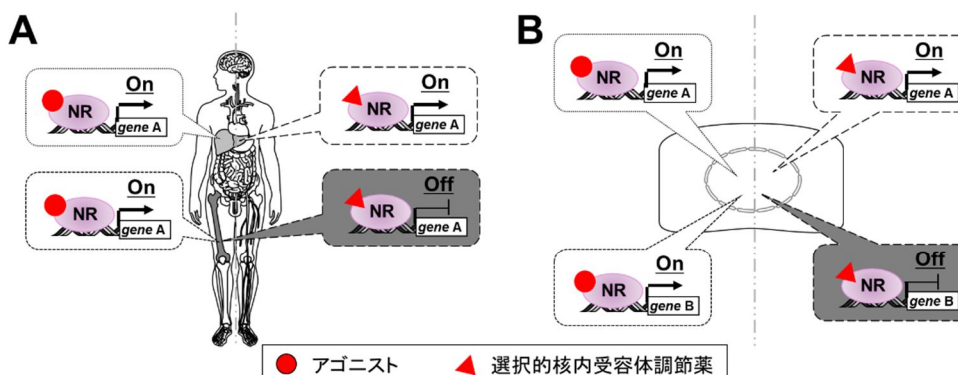 A
On
NR
gene A
On
NR
gene A
On
NR
gene A
Off
NR
gene A
B
On
NR
gene A
On
NR
gene A
On
NR
gene B
Off
NR
gene B
アゴニスト
選択的核内受容体調節薬